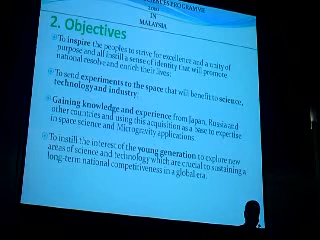 SCIENCES PROGRAMME
IN
MALAYSIA
2. Objectives
To inspire the peoples to strive for excellence and a unity of
purpose and all instill a sense of identity that will promote
national resolve and enrich their lives:
To send experiments to the space that will benefit to science,
technology and industry:
Gaining knowledge and experience from Japan, Russia and
other countries and using this acquisition as a base to expertise
in space science and Microgravity applications.
To instill the interest of the young generation to explore new
areas of science and technology which are crucial to sustaining a
long-term national competitiveness in a global era.